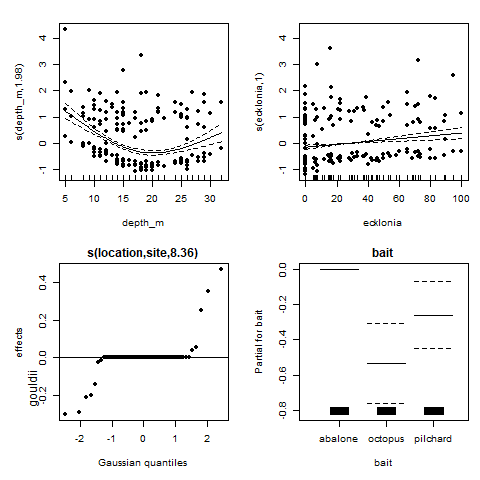 s(depth_m,1.98)
4
3
2
1
0
-1
5 10 15 20 25 30
depth_m
s(ecklonia,1)
4
3
2
1
0
-1
0 20 40 60 80 100
ecklonia
s(location,site,8.36)
gouldii
effects
0.4
0.2
0.0
-0.2
-2 -1 0 1 2
Gaussian quantiles
bait
Partial for bait
0.0
-0.2
-0.4
-0.6
-0.8
abalone octopus pilchard
bait